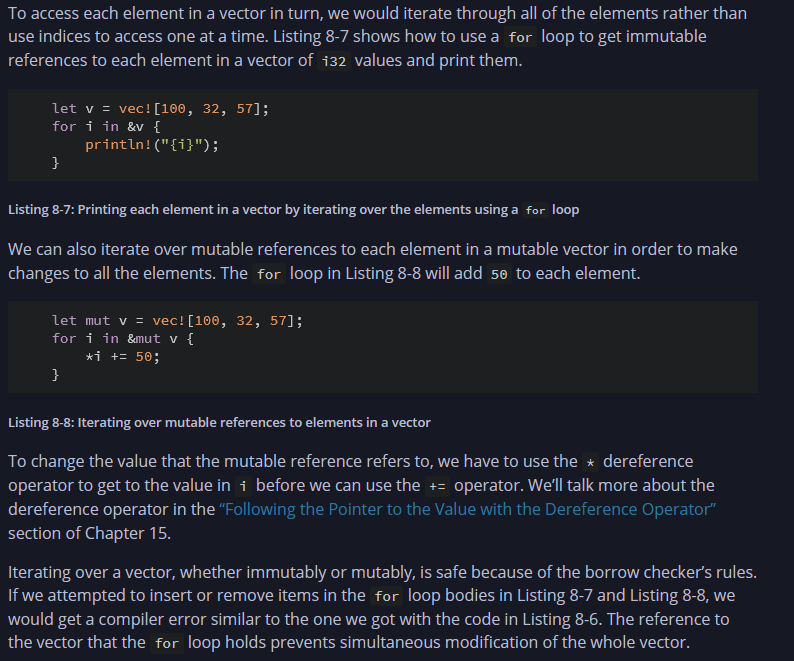 To access each element in a vector in turn, we would iterate through all of the elements rather than
use indices to access one at a time. Listing 8-7 shows how to use a for loop to get immutable
references to each element in a vector of i32 values and print them.
let v = vec![100, 32, 57];
for i in &v {
println!("{i}");
}
Listing 8-7: Printing each element in a vector by iterating over the elements using a for loop
We can also iterate over mutable references to each element in a mutable vector in order to make
changes to all the elements. The for loop in Listing 8-8 will add 50 to each element.
let mut v = vec![100, 32, 57];
for i in &mut v {
*i += 50;
}
Listing 8-8: Iterating over mutable references to elements in a vector
To change the value that the mutable reference refers to, we have to use the * dereference
operator to get to the value in i before we can use the += operator. We’ll talk more about the
dereference operator in the “Following the Pointer to the Value with the Dereference Operator”
section of Chapter 15.
Iterating over a vector, whether immutably or mutably, is safe because of the borrow checker’s rules.
If we attempted to insert or remove items in the for loop bodies in Listing 8-7 and Listing 8-8, we
would get a compiler error similar to the one we got with the code in Listing 8-6. The reference to
the vector that the for loop holds prevents simultaneous modification of the whole vector.